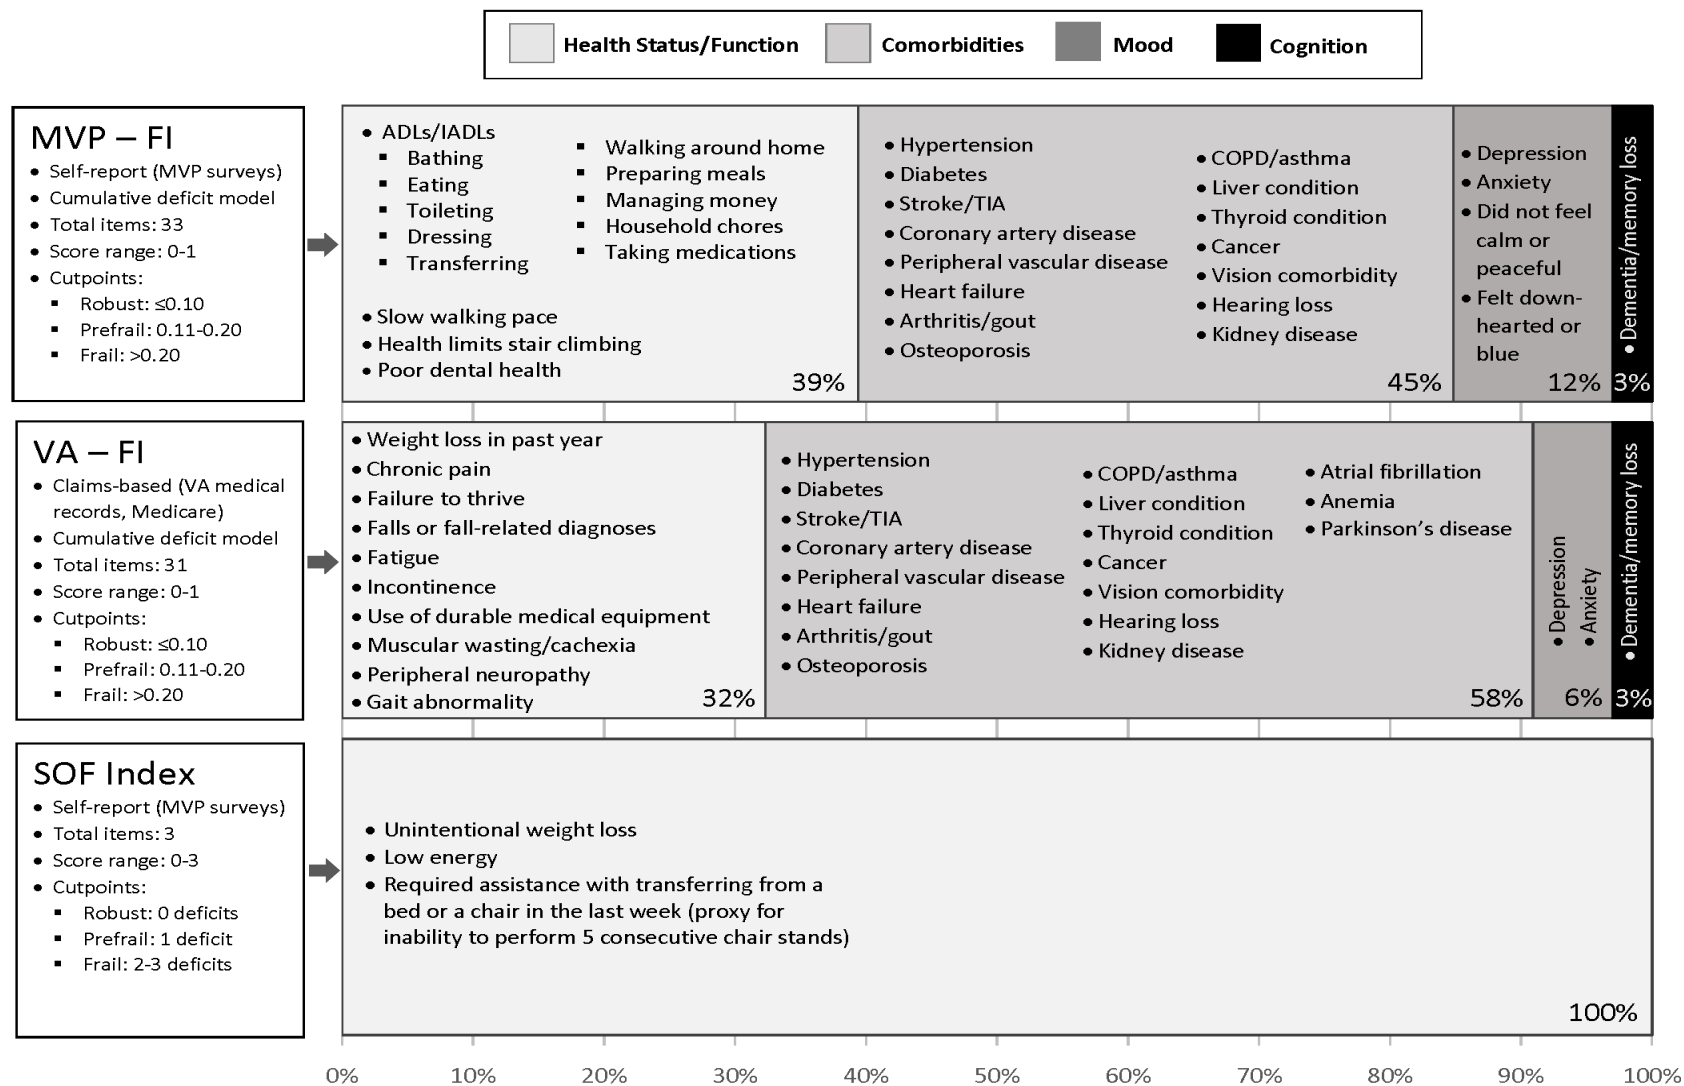 Health Status/Function
Comorbidities
Mood
Cognition
MVP – FI
● Self-report (MVP surveys)
● Cumulative deficit model
● Total items: 33
● Score range: 0-1
● Cutpoints:
▪ Robust: ≤0.10
▪ Prefrail: 0.11-0.20
▪ Frail: >0.20
● ADLs/IADLs
▪ Bathing
▪ Eating
▪ Toileting
▪ Dressing
▪ Transferring
▪ Walking around home
▪ Preparing meals
▪ Managing money
▪ Household chores
▪ Taking medications
● Slow walking pace
● Health limits stair climbing
● Poor dental health
39%
● Hypertension
● Diabetes
● Stroke/TIA
● Coronary artery disease
● Peripheral vascular disease
● Heart failure
● Arthritis/gout
● Osteoporosis
● COPD/asthma
● Liver condition
● Thyroid condition
● Cancer
● Vision comorbidity
● Hearing loss
● Kidney disease
45%
● Depression
● Anxiety
● Did not feel
calm or
peaceful
● Felt down-
hearted or
blue
12%
● Dementia/memory loss
3%
VA – FI
● Claims-based (VA medical
records, Medicare)
● Cumulative deficit model
● Total items: 31
● Score range: 0-1
● Cutpoints:
▪ Robust: ≤0.10
▪ Prefrail: 0.11-0.20
▪ Frail: >0.20
● Weight loss in past year
● Chronic pain
● Failure to thrive
● Falls or fall-related diagnoses
● Fatigue
● Incontinence
● Use of durable medical equipment
● Muscular wasting/cachexia
● Peripheral neuropathy
● Gait abnormality
32%
● Hypertension
● Diabetes
● Stroke/TIA
● Coronary artery disease
● Peripheral vascular disease
● Heart failure
● Arthritis/gout
● Osteoporosis
● COPD/asthma
● Liver condition
● Thyroid condition
● Cancer
● Vision comorbidity
● Hearing loss
● Kidney disease
● Atrial fibrillation
● Anemia
● Parkinson's disease
58%
● Depression
● Anxiety
6%
● Dementia/memory loss
3%
SOF Index
● Self-report (MVP surveys)
● Total items: 3
● Score range: 0-3
● Cutpoints:
▪ Robust: 0 deficits
▪ Prefrail: 1 deficit
▪ Frail: 2-3 deficits
● Unintentional weight loss
● Low energy
● Required assistance with transferring from a
bed or a chair in the last week (proxy for
inability to perform 5 consecutive chair stands)
100%
0% 10% 20% 30% 40% 50% 60% 70% 80% 90% 100%